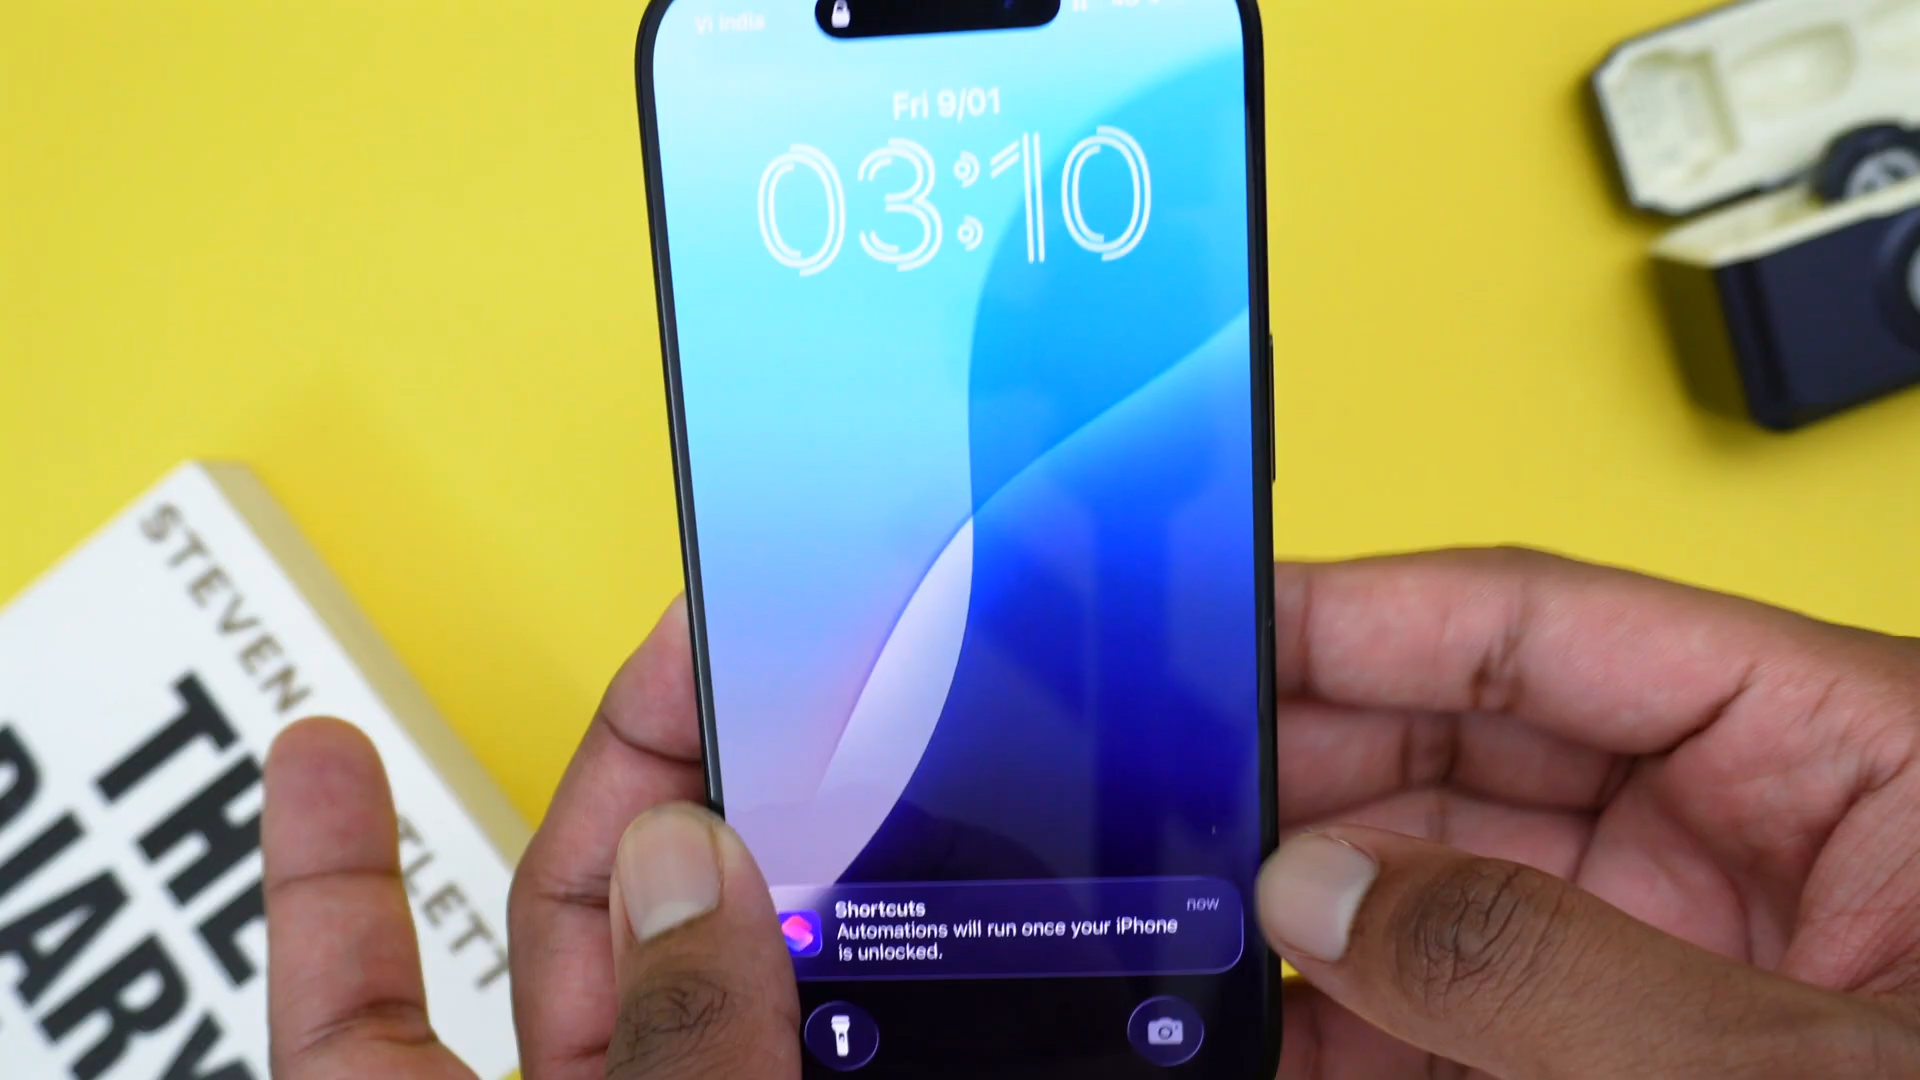 Vi India
Fri 9/01
03:10
Shortcuts
now
Automations will run once your iPhone
is unlocked.
STEVEN
TLETT
THE
DIARY